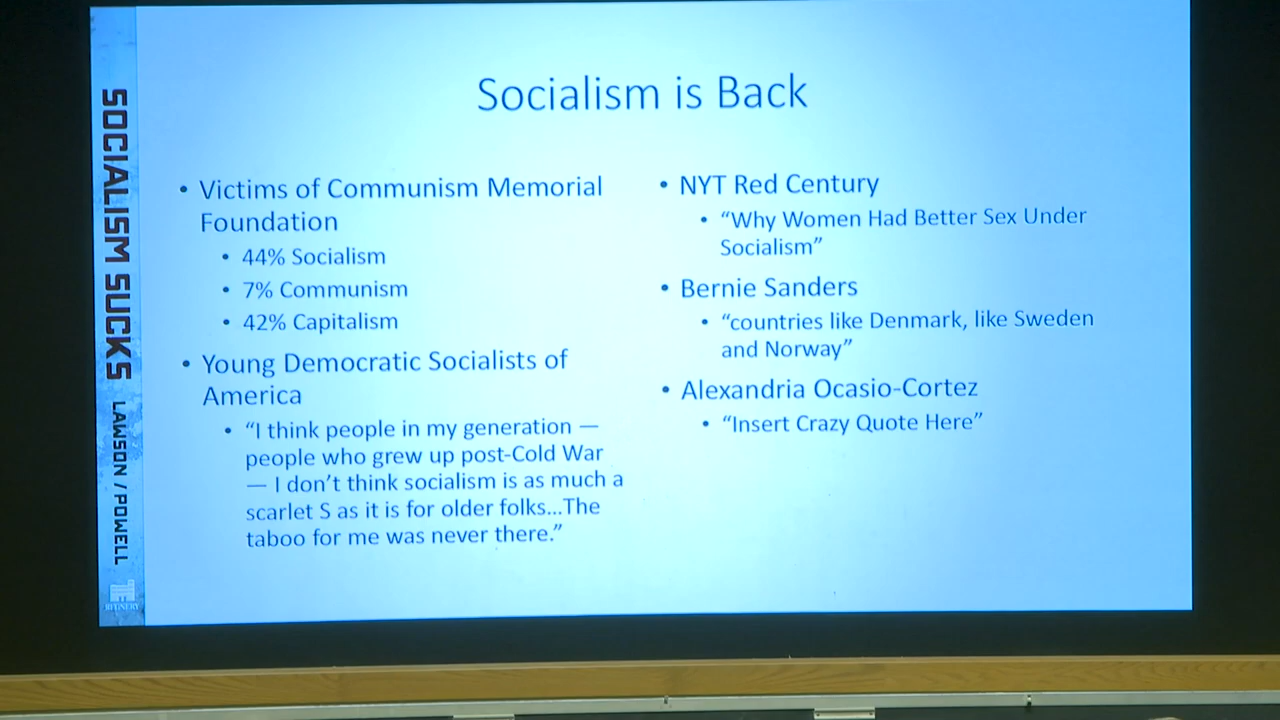 Socialism is Back
• Victims of Communism Memorial
Foundation
• 44% Socialism
• 7% Communism
• 42% Capitalism
• Young Democratic Socialists of
America
• “I think people in my generation —
people who grew up post-Cold War
— I don’t think socialism is as much a
scarlet S as it is for older folks…The
taboo for me was never there.”
• NYT Red Century
• “Why Women Had Better Sex Under
Socialism”
• Bernie Sanders
• “countries like Denmark, like Sweden
and Norway”
• Alexandria Ocasio-Cortez
• “Insert Crazy Quote Here”
SOCIALISM SUCKS LAWSON / POWELL
REFINERY